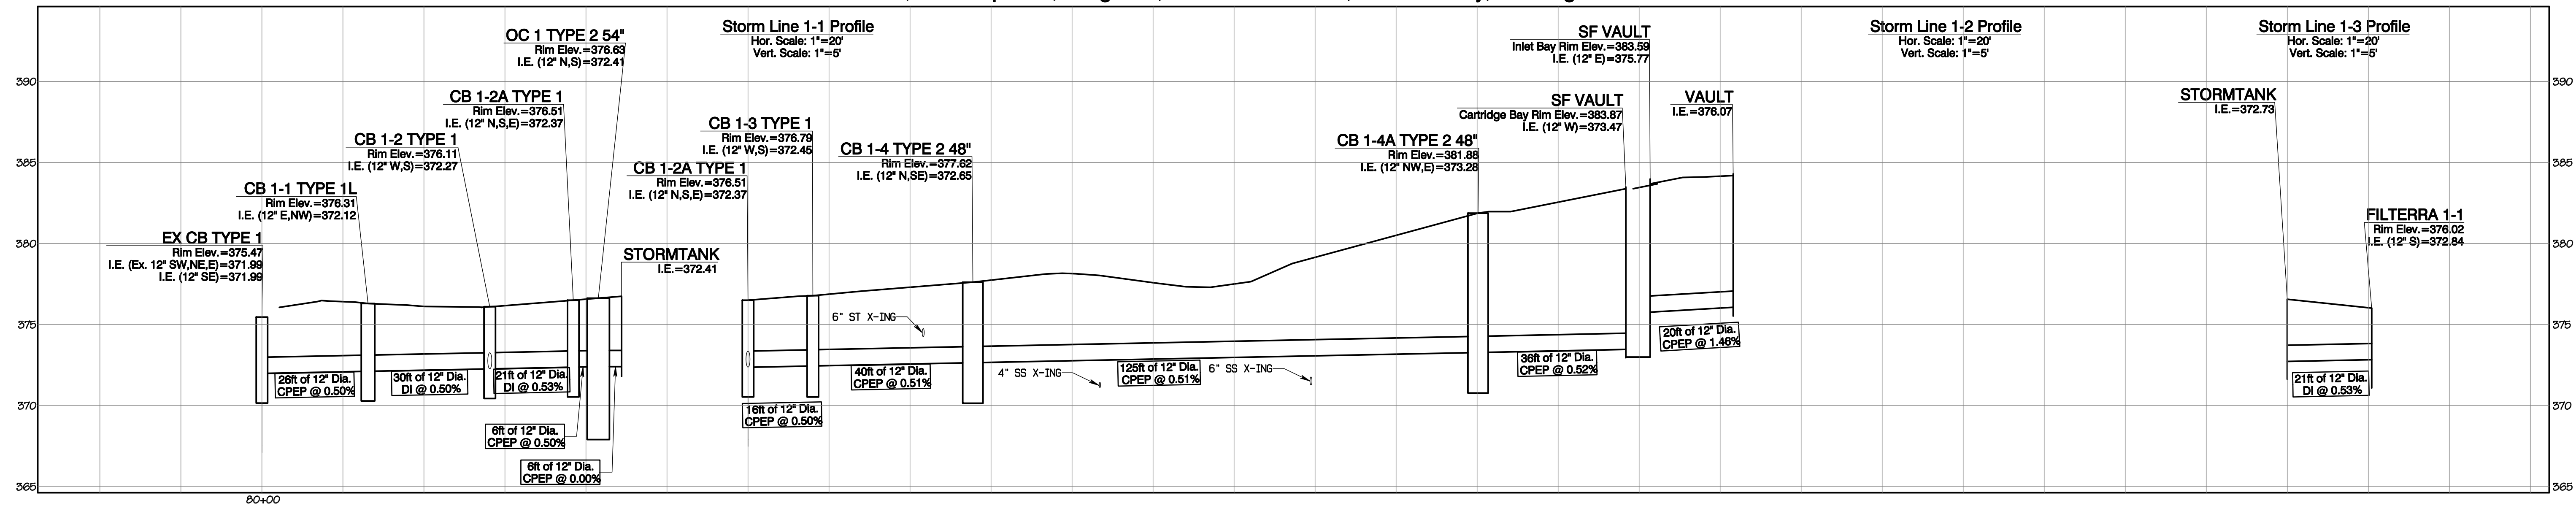 Storm Line 1-1 Profile
Hor. Scale: 1"=20'
Vert. Scale: 1"=5'
Storm Line 1-2 Profile
Hor. Scale: 1"=20'
Vert. Scale: 1"=5'
Storm Line 1-3 Profile
Hor. Scale: 1"=20'
Vert. Scale: 1"=5'
390
385
380
375
370
365
EX CB TYPE 1
Rim Elev.=375.47
I.E. (Ex. 12" SW,NE,E)=371.99
I.E. (12" SE)=371.99
CB 1-1 TYPE 1L
Rim Elev.=376.31
I.E. (12" E,NW)=372.12
CB 1-2 TYPE 1
Rim Elev.=376.11
I.E. (12" W,S)=372.27
CB 1-2A TYPE 1
Rim Elev.=376.51
I.E. (12" N,S,E)=372.37
OC 1 TYPE 2 54"
Rim Elev.=376.63
I.E. (12" N,S)=372.41
STORMTANK
I.E.=372.41
26ft of 12" Dia.
CPEP @ 0.50%
30ft of 12" Dia.
DI @ 0.50%
21ft of 12" Dia.
DI @ 0.53%
6ft of 12" Dia.
CPEP @ 0.50%
6ft of 12" Dia.
CPEP @ 0.00%
80+00
CB 1-2A TYPE 1
Rim Elev.=376.51
I.E. (12" N,S,E)=372.37
CB 1-3 TYPE 1
Rim Elev.=376.79
I.E. (12" W,S)=372.45
CB 1-4 TYPE 2 48"
Rim Elev.=377.62
I.E. (12" N,SE)=372.65
CB 1-4A TYPE 2 48"
Rim Elev.=381.88
I.E. (12" NW,E)=373.28
SF VAULT
Cartridge Bay Rim Elev.=383.87
I.E. (12" W)=373.47
SF VAULT
Inlet Bay Rim Elev.=383.59
I.E. (12" E)=375.77
VAULT
I.E.=376.07
6" ST X-ING
4" SS X-ING
6" SS X-ING
16ft of 12" Dia.
CPEP @ 0.50%
40ft of 12" Dia.
CPEP @ 0.51%
125ft of 12" Dia.
CPEP @ 0.51%
36ft of 12" Dia.
CPEP @ 0.52%
20ft of 12" Dia.
CPEP @ 1.46%
STORMTANK
I.E.=372.73
FILTERRA 1-1
Rim Elev.=376.02
I.E. (12" S)=372.84
21ft of 12" Dia.
DI @ 0.53%
390
385
380
375
370
365